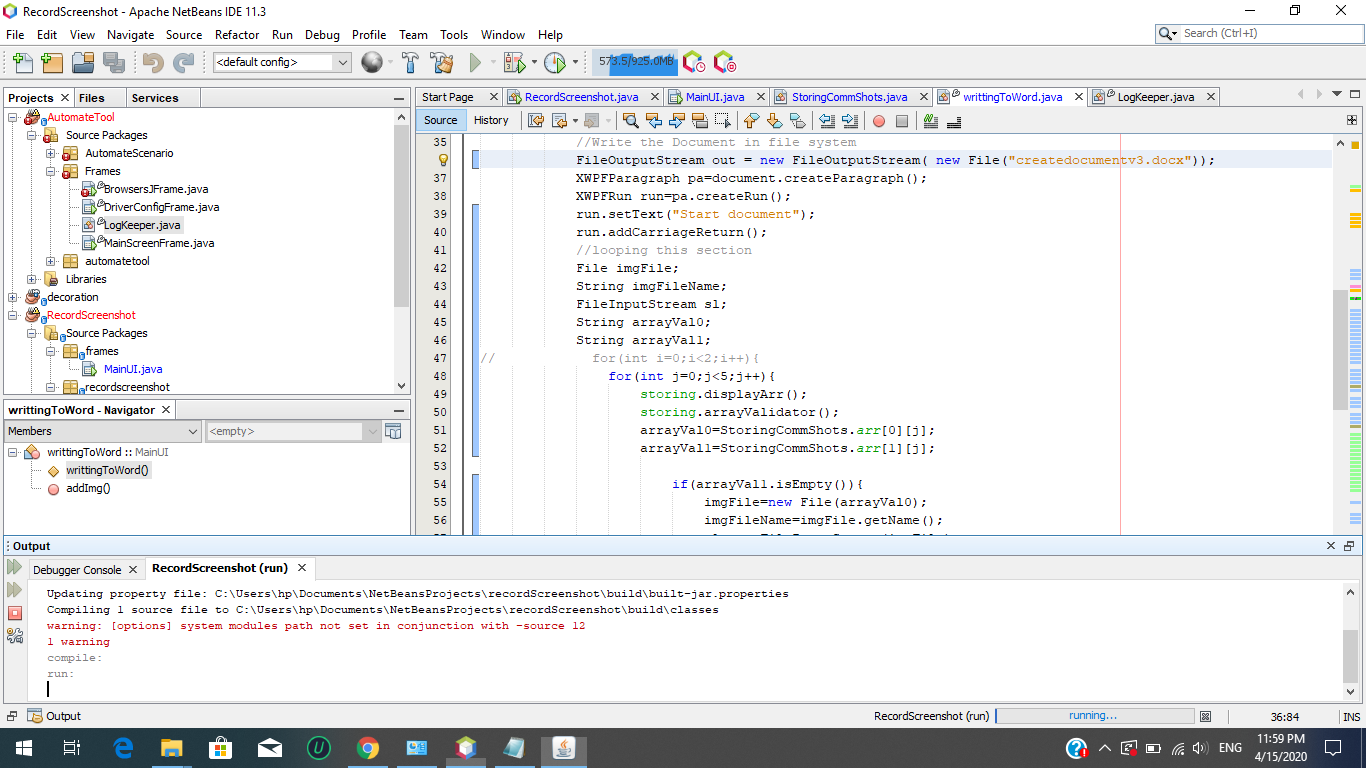 RecordScreenshot - Apache NetBeans IDE 11.3
File Edit View Navigate Source Refactor Run Debug Profile Team Tools Window Help
Search (Ctrl+I)
<default config>
573.5/925.0MB
Projects Files Services
Start Page RecordScreenshot.java MainUI.java StoringCommShots.java writtingToWord.java LogKeeper.java
Source History
AutomateTool
Source Packages
AutomateScenario
Frames
BrowsersJFrame.java
DriverConfigFrame.java
LogKeeper.java
MainScreenFrame.java
automatetool
Libraries
decoration
RecordScreenshot
Source Packages
frames
MainUI.java
recordscreenshot
35 //Write the Document in file system
FileOutputStream out = new FileOutputStream( new File("createdocumentv3.docx"));
37 XWPFParagraph pa=document.createParagraph();
38 XWPFRun run=pa.createRun();
39 run.setText("Start document");
40 run.addCarriageReturn();
41 //looping this section
42 File imgFile;
43 String imgFileName;
44 FileInputStream sl;
45 String arrayVal0;
46 String arrayVal1;
47 // for(int i=0;i<2;i++){
48 for(int j=0;j<5;j++){
49 storing.displayArr();
50 storing.arrayValidator();
51 arrayVal0=StoringCommShots.arr[0][j];
52 arrayVal1=StoringCommShots.arr[1][j];
53
54 if(arrayVal1.isEmpty()){
55 imgFile=new File(arrayVal0);
56 imgFileName=imgFile.getName();
writtingToWord - Navigator
Members <empty>
writtingToWord :: MainUI
writtingToWord()
addImg()
Output
Debugger Console RecordScreenshot (run)
Updating property file: C:\Users\hp\Documents\NetBeansProjects\recordScreenshot\build\built-jar.properties
Compiling 1 source file to C:\Users\hp\Documents\NetBeansProjects\recordScreenshot\build\classes
warning: [options] system modules path not set in conjunction with -source 12
1 warning
compile:
run:
Output
RecordScreenshot (run) running... 36:84 INS
ENG
11:59 PM
4/15/2020